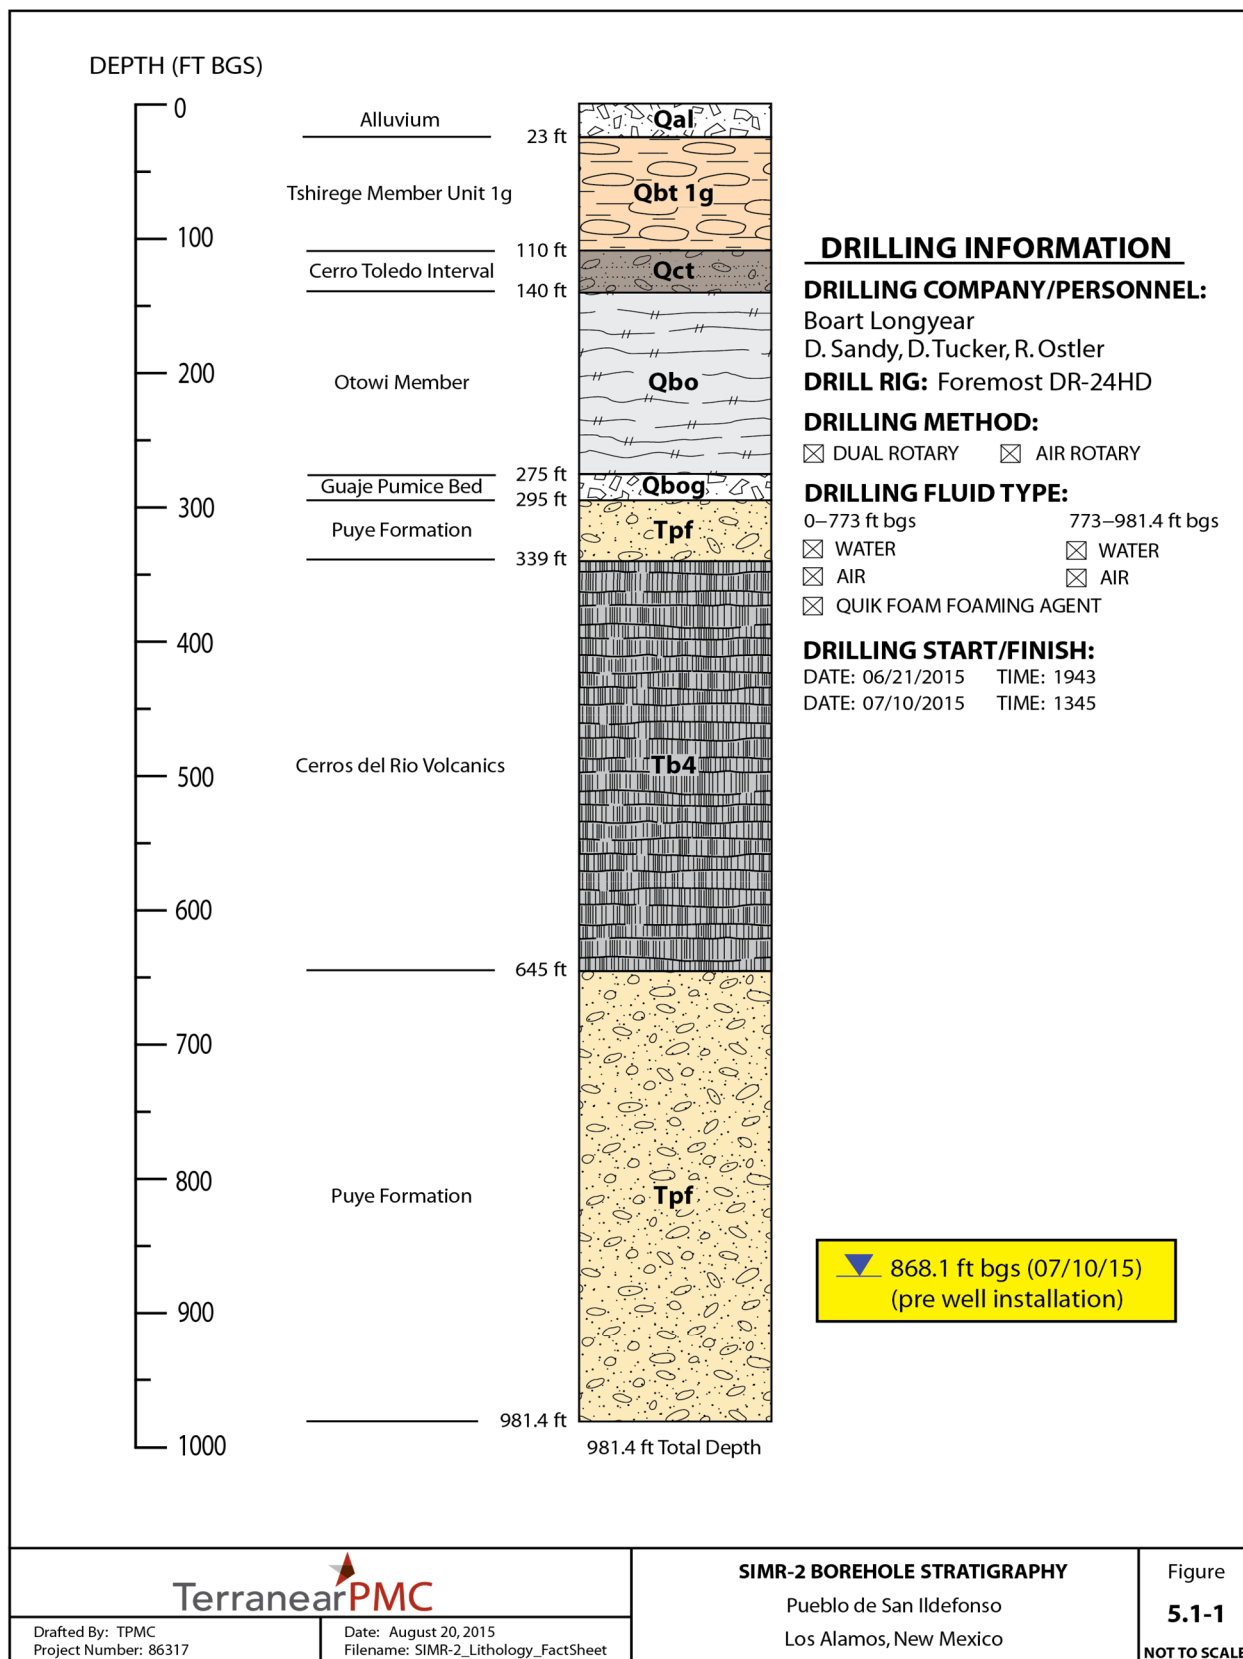 DEPTH (FT BGS)
0
Alluvium
Qal
23 ft
Tshirege Member Unit 1g
Qbt 1g
100
110 ft
Cerro Toledo Interval
Qct
140 ft
200
Otowi Member
Qbo
275 ft
Guaje Pumice Bed
Qbog
295 ft
300
Puye Formation
Tpf
339 ft
400
500
Cerros del Rio Volcanics
Tb4
600
645 ft
700
800
Puye Formation
Tpf
900
981.4 ft
1000
981.4 ft Total Depth
DRILLING INFORMATION
DRILLING COMPANY/PERSONNEL:
Boart Longyear
D. Sandy, D. Tucker, R. Ostler
DRILL RIG: Foremost DR-24HD
DRILLING METHOD:
DUAL ROTARY AIR ROTARY
DRILLING FLUID TYPE:
0–773 ft bgs 773–981.4 ft bgs
WATER WATER
AIR AIR
QUIK FOAM FOAMING AGENT
DRILLING START/FINISH:
DATE: 06/21/2015 TIME: 1943
DATE: 07/10/2015 TIME: 1345
868.1 ft bgs (07/10/15)
(pre well installation)
TerranearPMC
Drafted By: TPMC
Project Number: 86317
Date: August 20, 2015
Filename: SIMR-2_Lithology_FactSheet
SIMR-2 BOREHOLE STRATIGRAPHY
Pueblo de San Ildefonso
Los Alamos, New Mexico
Figure
5.1-1
NOT TO SCALE